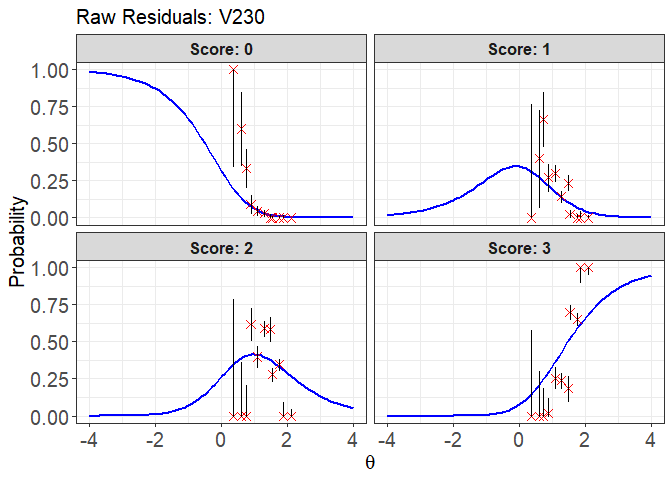 Raw Residuals: V230
Score: 0
Score: 1
1.00
0.75
0.50
0.25
0.00
Probability
Score: 2
Score: 3
1.00
0.75
0.50
0.25
0.00
-4 -2 0 2 4
-4 -2 0 2 4
θ